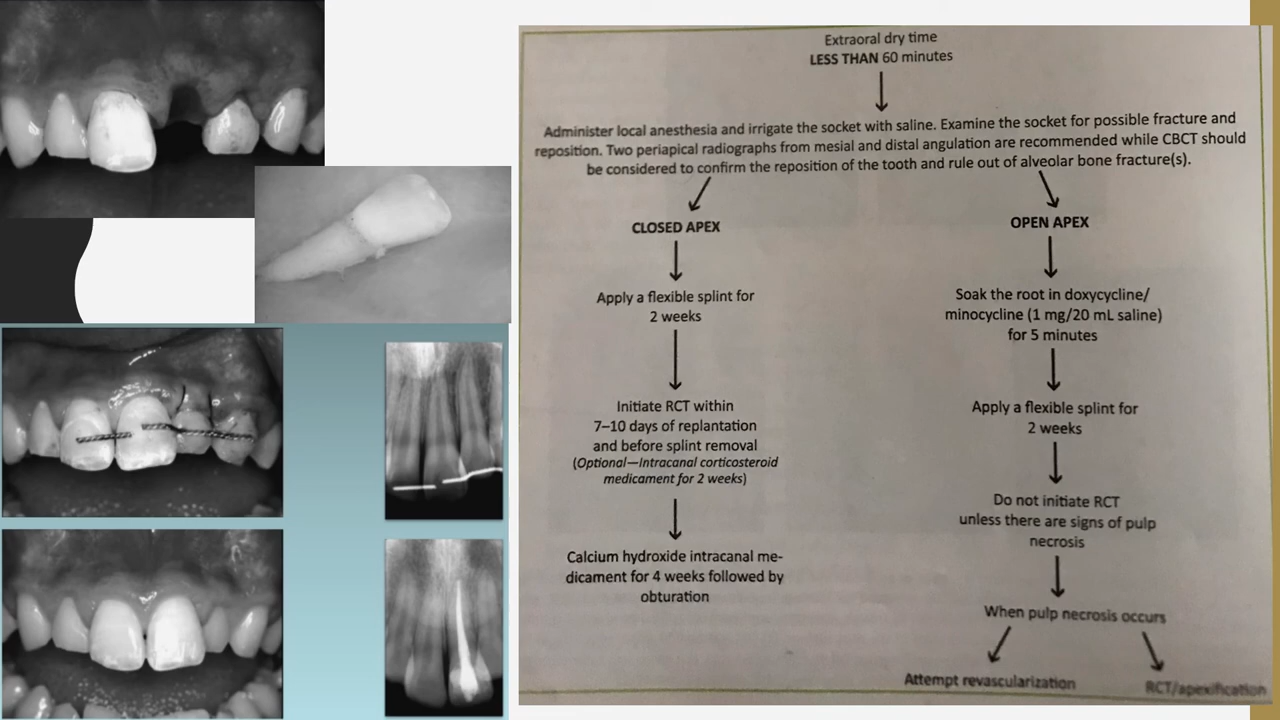 Extraoral dry time
LESS THAN 60 minutes
Administer local anesthesia and irrigate the socket with saline. Examine the socket for possible fracture and
reposition. Two periapical radiographs from mesial and distal angulation are recommended while CBCT should
be considered to confirm the reposition of the tooth and rule out of alveolar bone fracture(s).
CLOSED APEX
Apply a flexible splint for
2 weeks
Initiate RCT within
7–10 days of replantation
and before splint removal
(Optional—Intracanal corticosteroid
medicament for 2 weeks)
Calcium hydroxide intracanal me-
dicament for 4 weeks followed by
obturation
OPEN APEX
Soak the root in doxycycline/
minocycline (1 mg/20 mL saline)
for 5 minutes
Apply a flexible splint for
2 weeks
Do not initiate RCT
unless there are signs of pulp
necrosis
When pulp necrosis occurs
Attempt revascularization
RCT/apexification